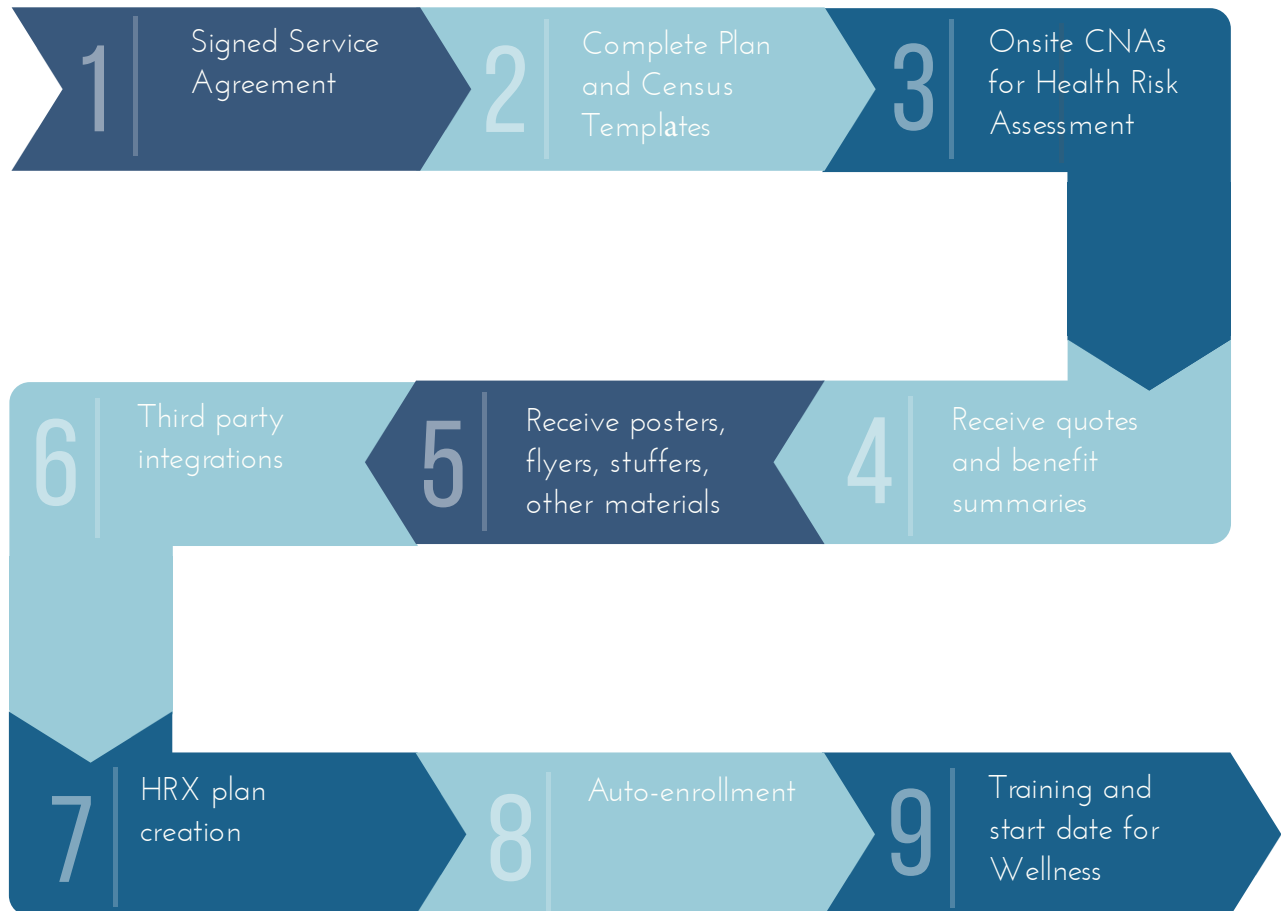 1
Signed Service
Agreement
2
Complete Plan
and Census
Templates
3
Onsite CNAs
for Health Risk
Assessment
4
Receive quotes
and benefit
summaries
5
Receive posters,
flyers, stuffers,
other materials
6
Third party
integrations
7
HRX plan
creation
8
Auto-enrollment
9
Training and
start date for
Wellness